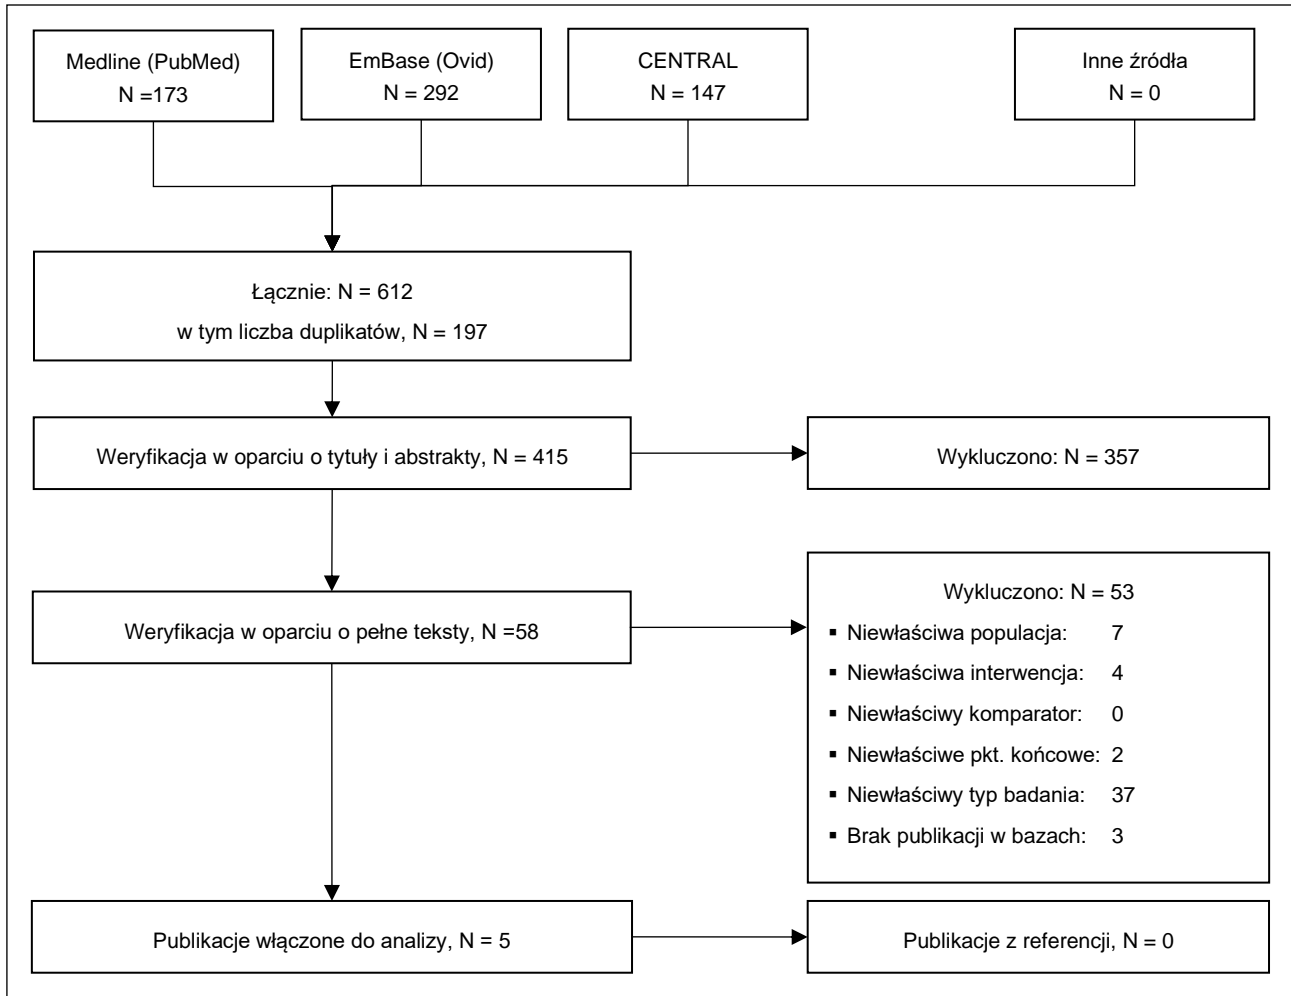 Medline (PubMed)
N =173
EmBase (Ovid)
N = 292
CENTRAL
N = 147
Inne źródła
N = 0
Łącznie: N = 612
w tym liczba duplikatów, N = 197
Weryfikacja w oparciu o tytuły i abstrakty, N = 415
Wykluczono: N = 357
Weryfikacja w oparciu o pełne teksty, N =58
Wykluczono: N = 53
▪ Niewłaściwa populacja: 7
▪ Niewłaściwa interwencja: 4
▪ Niewłaściwy komparator: 0
▪ Niewłaściwe pkt. końcowe: 2
▪ Niewłaściwy typ badania: 37
▪ Brak publikacji w bazach: 3
Publikacje włączone do analizy, N = 5
Publikacje z referencji, N = 0